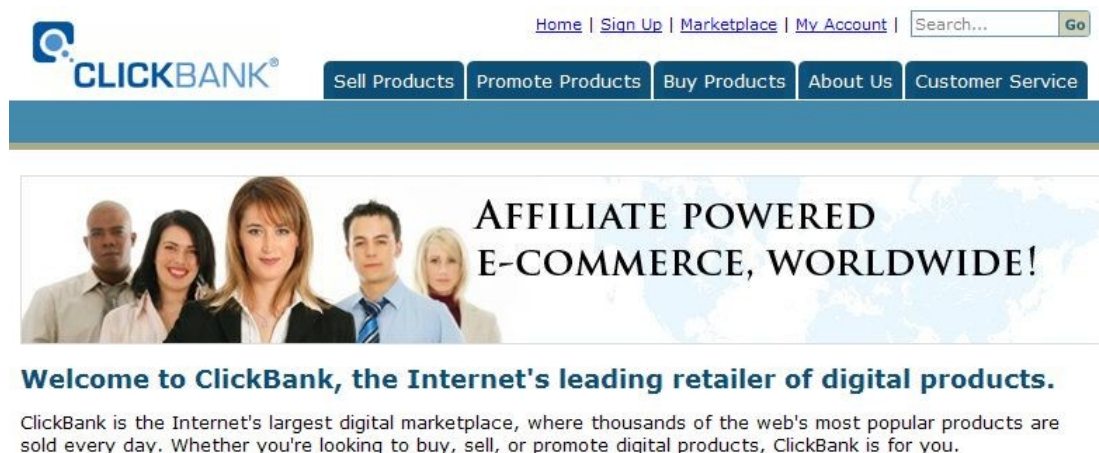 Home | Sign Up | Marketplace | My Account | Search... Go
CLICKBANK®
Sell Products Promote Products Buy Products About Us Customer Service
AFFILIATE POWERED
E-COMMERCE, WORLDWIDE!
Welcome to ClickBank, the Internet's leading retailer of digital products.
ClickBank is the Internet's largest digital marketplace, where thousands of the web's most popular products are
sold every day. Whether you're looking to buy, sell, or promote digital products, ClickBank is for you.